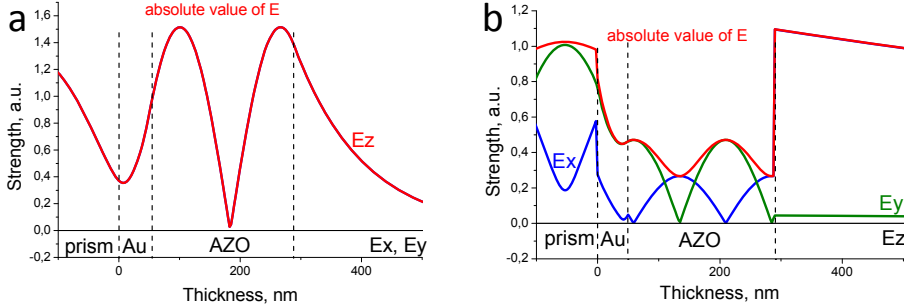 a
absolute value of E
1,6
1,4
1,2
1,0
0,8
0,6
0,4
0,2
0,0
0,2
Strength, a.u.
Ez
prism Au AZO Ex, Ey
0 200 400
Thickness, nm
b
absolute value of E
1,4
1,2
1,0
0,8
0,6
0,4
0,2
0,0
0,2
Strength, a.u.
Ex
Ey
prism Au AZO Ez
0 200 400
Thickness, nm